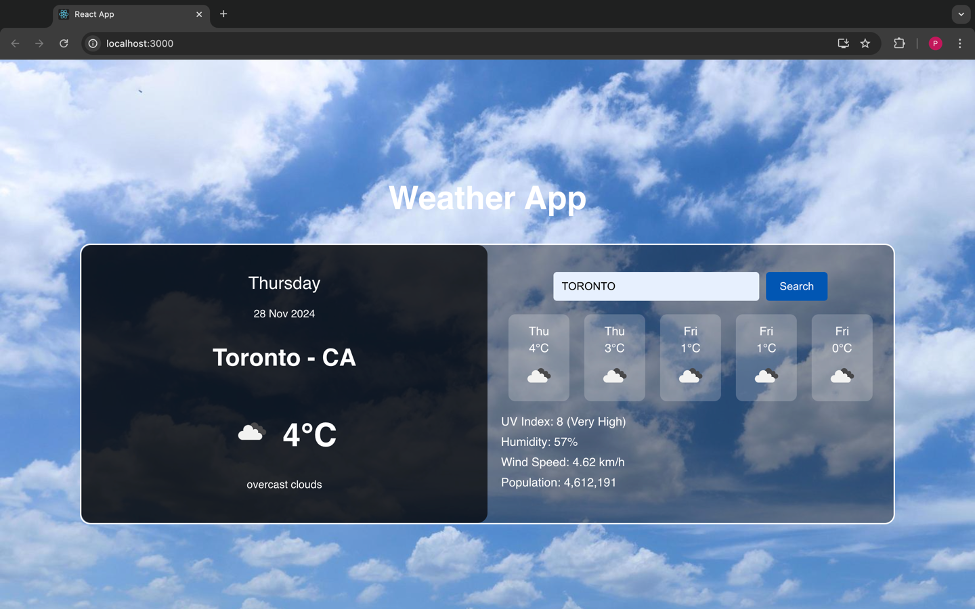 React App
localhost:3000
P
Weather App
Thursday
28 Nov 2024
Toronto - CA
4°C
overcast clouds
TORONTO
Search
Thu
4°C
Thu
3°C
Fri
1°C
Fri
1°C
Fri
0°C
UV Index: 8 (Very High)
Humidity: 57%
Wind Speed: 4.62 km/h
Population: 4,612,191